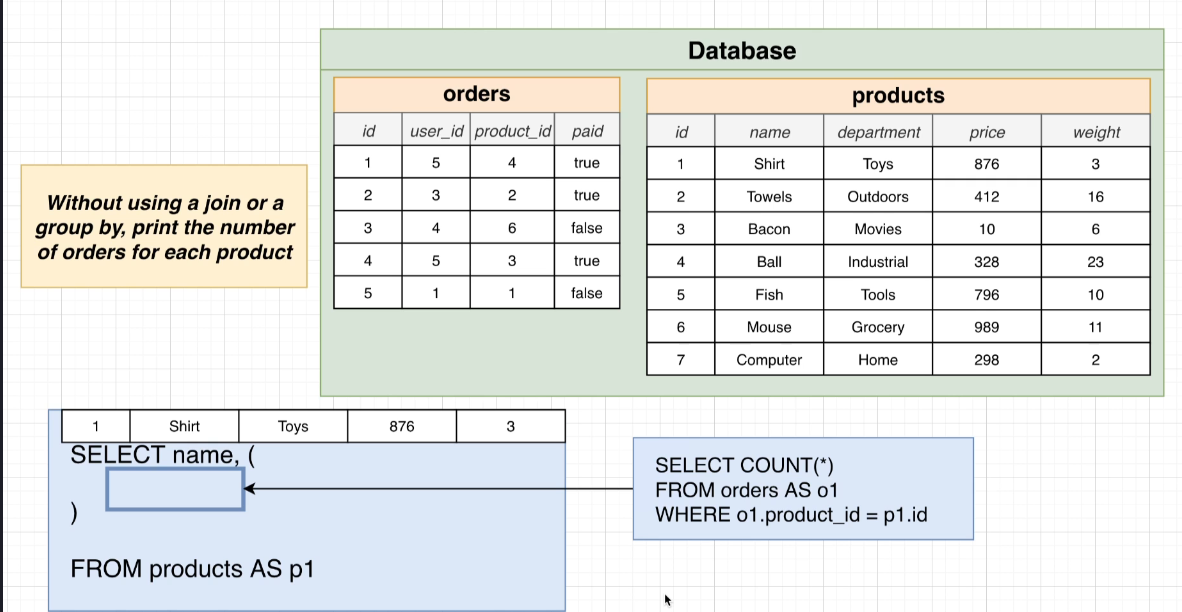 Database
orders
id user_id product_id paid
1 5 4 true
2 3 2 true
3 4 6 false
4 5 3 true
5 1 1 false
products
id name department price weight
1 Shirt Toys 876 3
2 Towels Outdoors 412 16
3 Bacon Movies 10 6
4 Ball Industrial 328 23
5 Fish Tools 796 10
6 Mouse Grocery 989 11
7 Computer Home 298 2
Without using a join or a
group by, print the number
of orders for each product
1 Shirt Toys 876 3
SELECT name, (
)
FROM products AS p1
SELECT COUNT(*)
FROM orders AS o1
WHERE o1.product_id = p1.id